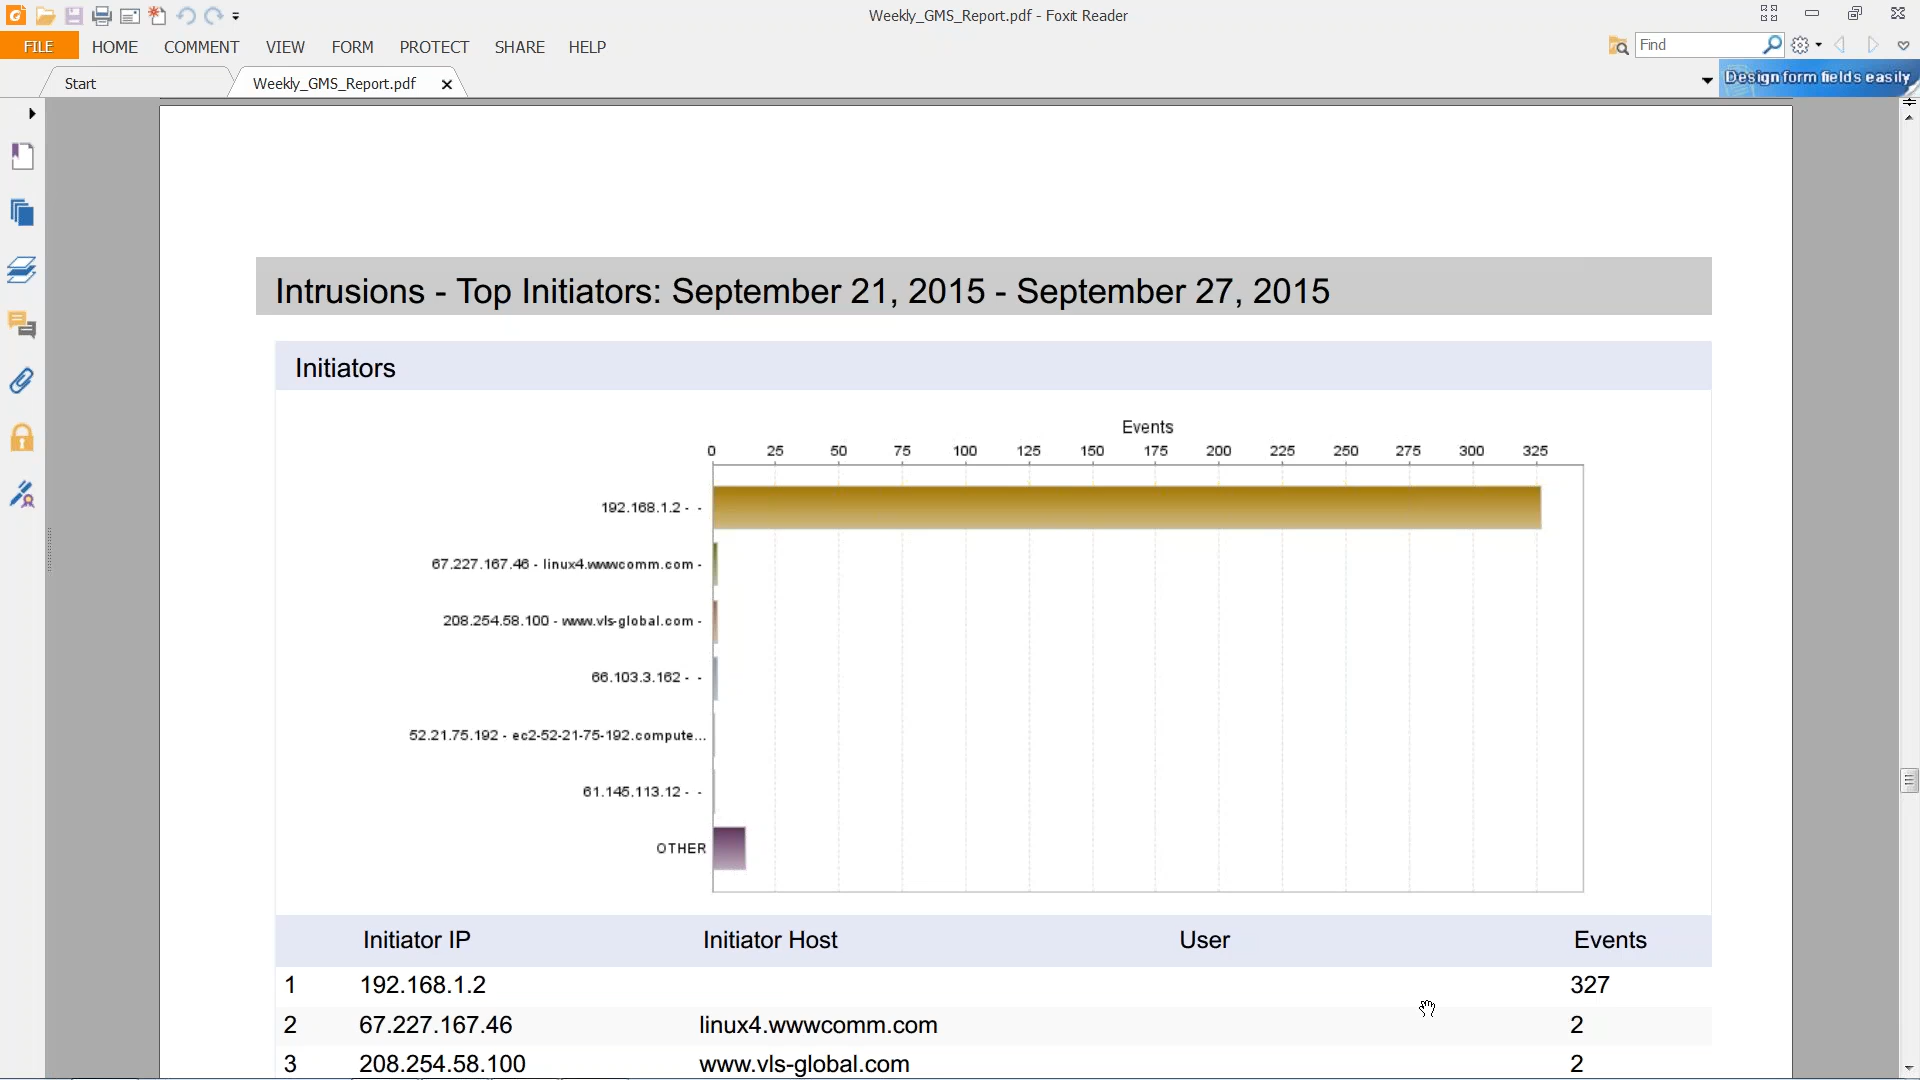 Weekly_GMS_Report.pdf - Foxit Reader
FILE HOME COMMENT VIEW FORM PROTECT SHARE HELP Find
Start Weekly_GMS_Report.pdf Design form fields easily
Intrusions - Top Initiators: September 21, 2015 - September 27, 2015
Initiators
Events
0 25 50 75 100 125 150 175 200 225 250 275 300 325
192.168.1.2 - -
67.227.167.46 - linux4.wwwcomm.com -
208.254.58.100 - www.vls-global.com -
66.103.3.162 - -
52.21.75.192 - ec2-52-21-75-192.compute...
61.145.113.12 - -
OTHER
Initiator IP Initiator Host User Events
1 192.168.1.2 327
2 67.227.167.46 linux4.wwwcomm.com 2
3 208.254.58.100 www.vls-global.com 2